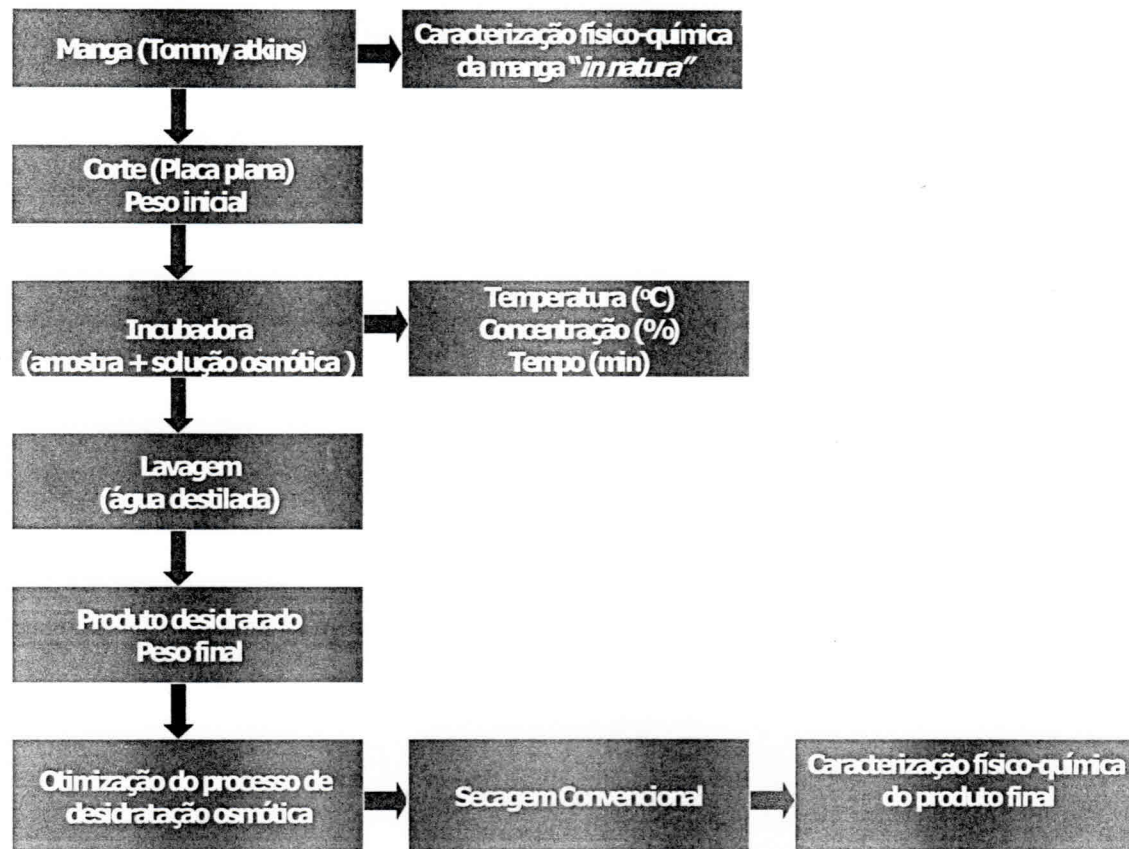 Manga (Tommy atkins)
Caracterização físico-química
da manga "in natura"
Corte (Placa plana)
Peso inicial
Incubadora
(amostra + solução osmótica )
Temperatura (ºC)
Concentração (%)
Tempo (min)
Lavagem
(água destilada)
Produto desidratado
Peso final
Otimização do processo de
desidratação osmótica
Secagem Convencional
Caracterização físico-química
do produto final